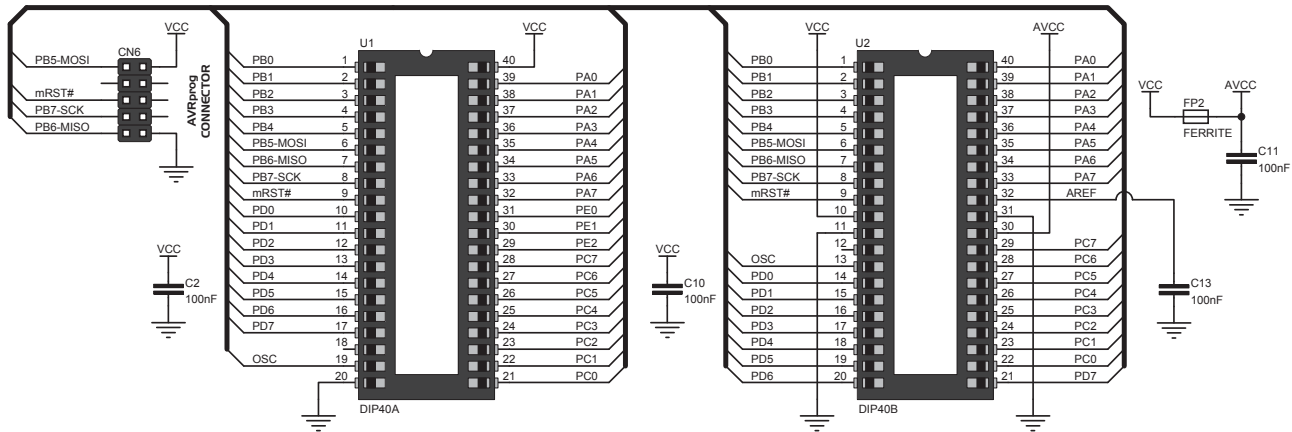 VCC
CN6
PB5-MOSI
mRST#
PB7-SCK
PB6-MISO
AVRprog
CONNECTOR
VCC
C2
100nF
U1
VCC
PB0 1
PB1 2
PB2 3
PB3 4
PB4 5
PB5-MOSI 6
PB6-MISO 7
PB7-SCK 8
mRST# 9
PD0 10
PD1 11
PD2 12
PD3 13
PD4 14
PD5 15
PD6 16
PD7 17
18
OSC 19
20
40
39 PA0
38 PA1
37 PA2
36 PA3
35 PA4
34 PA5
33 PA6
32 PA7
31 PE0
30 PE1
29 PE2
28 PC7
27 PC6
26 PC5
25 PC4
24 PC3
23 PC2
22 PC1
21 PC0
DIP40A
VCC
C10
100nF
VCC
U2
AVCC
PB0 1
PB1 2
PB2 3
PB3 4
PB4 5
PB5-MOSI 6
PB6-MISO 7
PB7-SCK 8
mRST# 9
10
11
12
OSC 13
PD0 14
PD1 15
PD2 16
PD3 17
PD4 18
PD5 19
PD6 20
40 PA0
39 PA1
38 PA2
37 PA3
36 PA4
35 PA5
34 PA6
33 PA7
32 AREF
31
30
29 PC7
28 PC6
27 PC5
26 PC4
25 PC3
24 PC2
23 PC1
22 PC0
21 PD7
DIP40B
VCC
AVCC
FP2
FERRITE
C11
100nF
C13
100nF